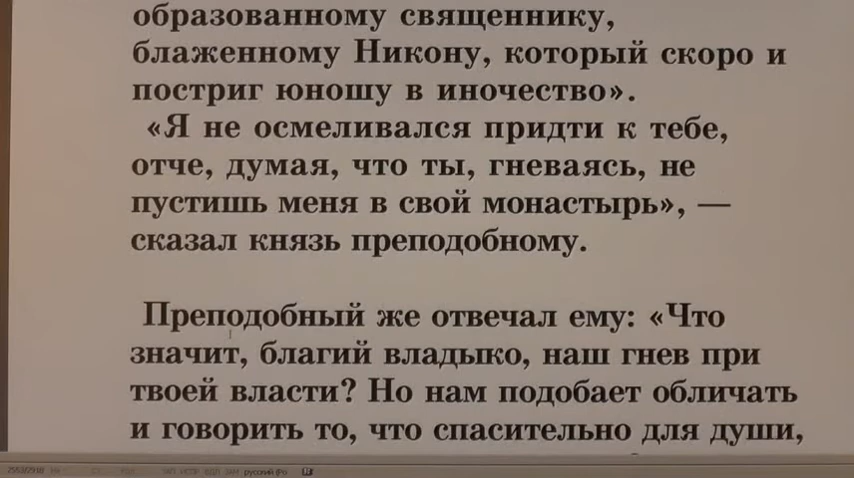 образованному священнику,
блаженному Никону, который скоро и
постриг юношу в иночество».
«Я не осмеливался придти к тебе,
отче, думая, что ты, гневаясь, не
пустишь меня в свой монастырь», —
сказал князь преподобному.
Преподобный же отвечал ему: «Что
значит, благий владыко, наш гнев при
твоей власти? Но нам подобает обличать
и говорить то, что спасительно для души,
русский (Ро